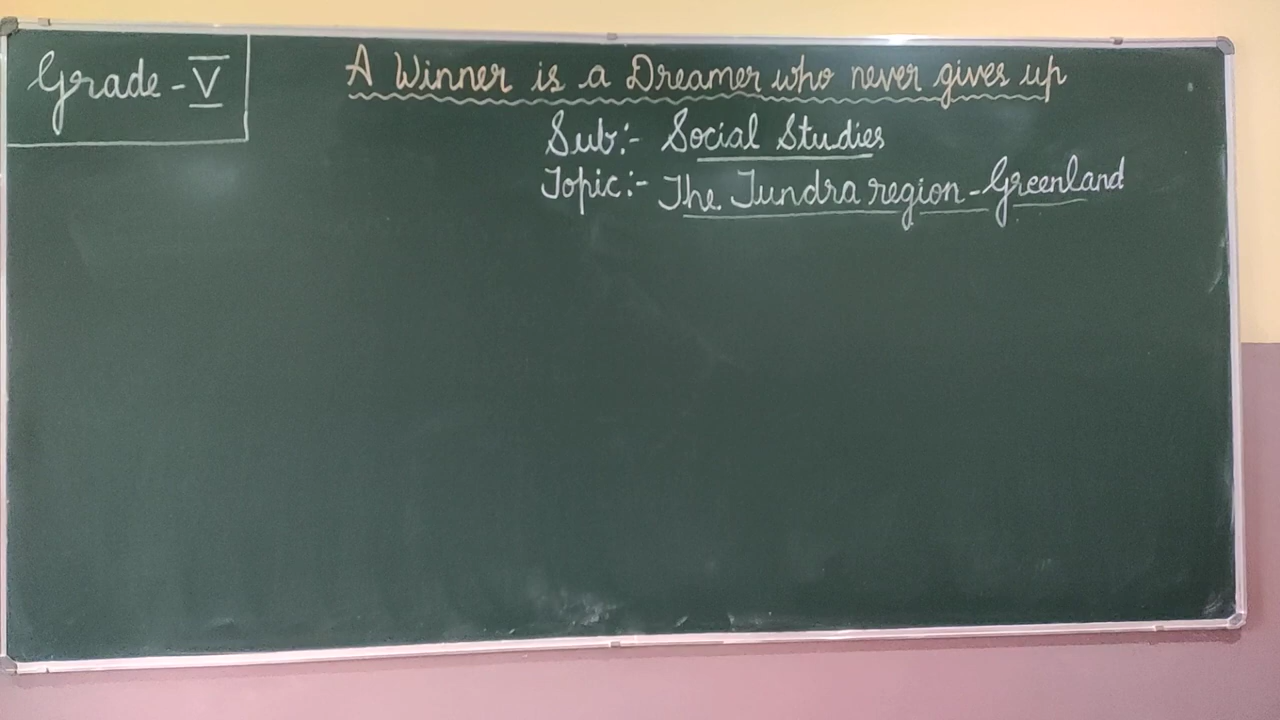 Grade - V
A Winner is a Dreamer who never gives up
Sub:- Social Studies
Topic:- The Tundra region - Greenland